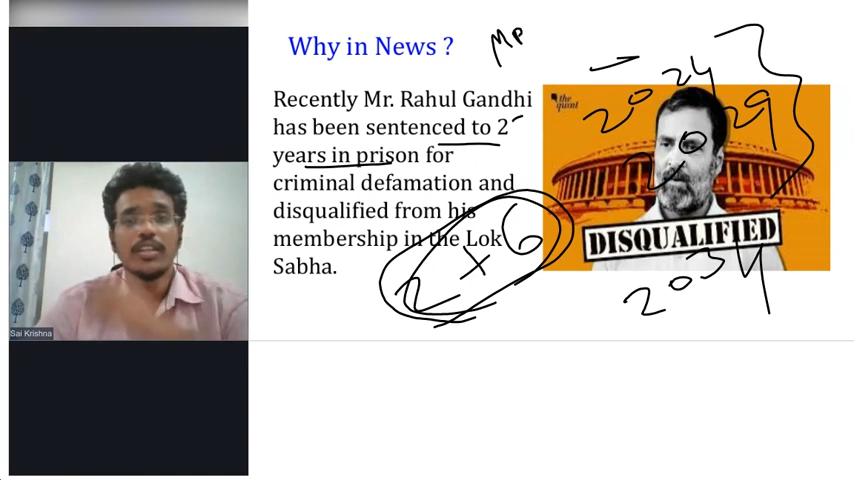 Why in News ?
MP
Recently Mr. Rahul Gandhi
has been sentenced to 2
years in prison for
criminal defamation and
disqualified from his
membership in the Lok
Sabha.
2 + 6
the
quint
2024
2029
DISQUALIFIED
2034
Sai Krishna